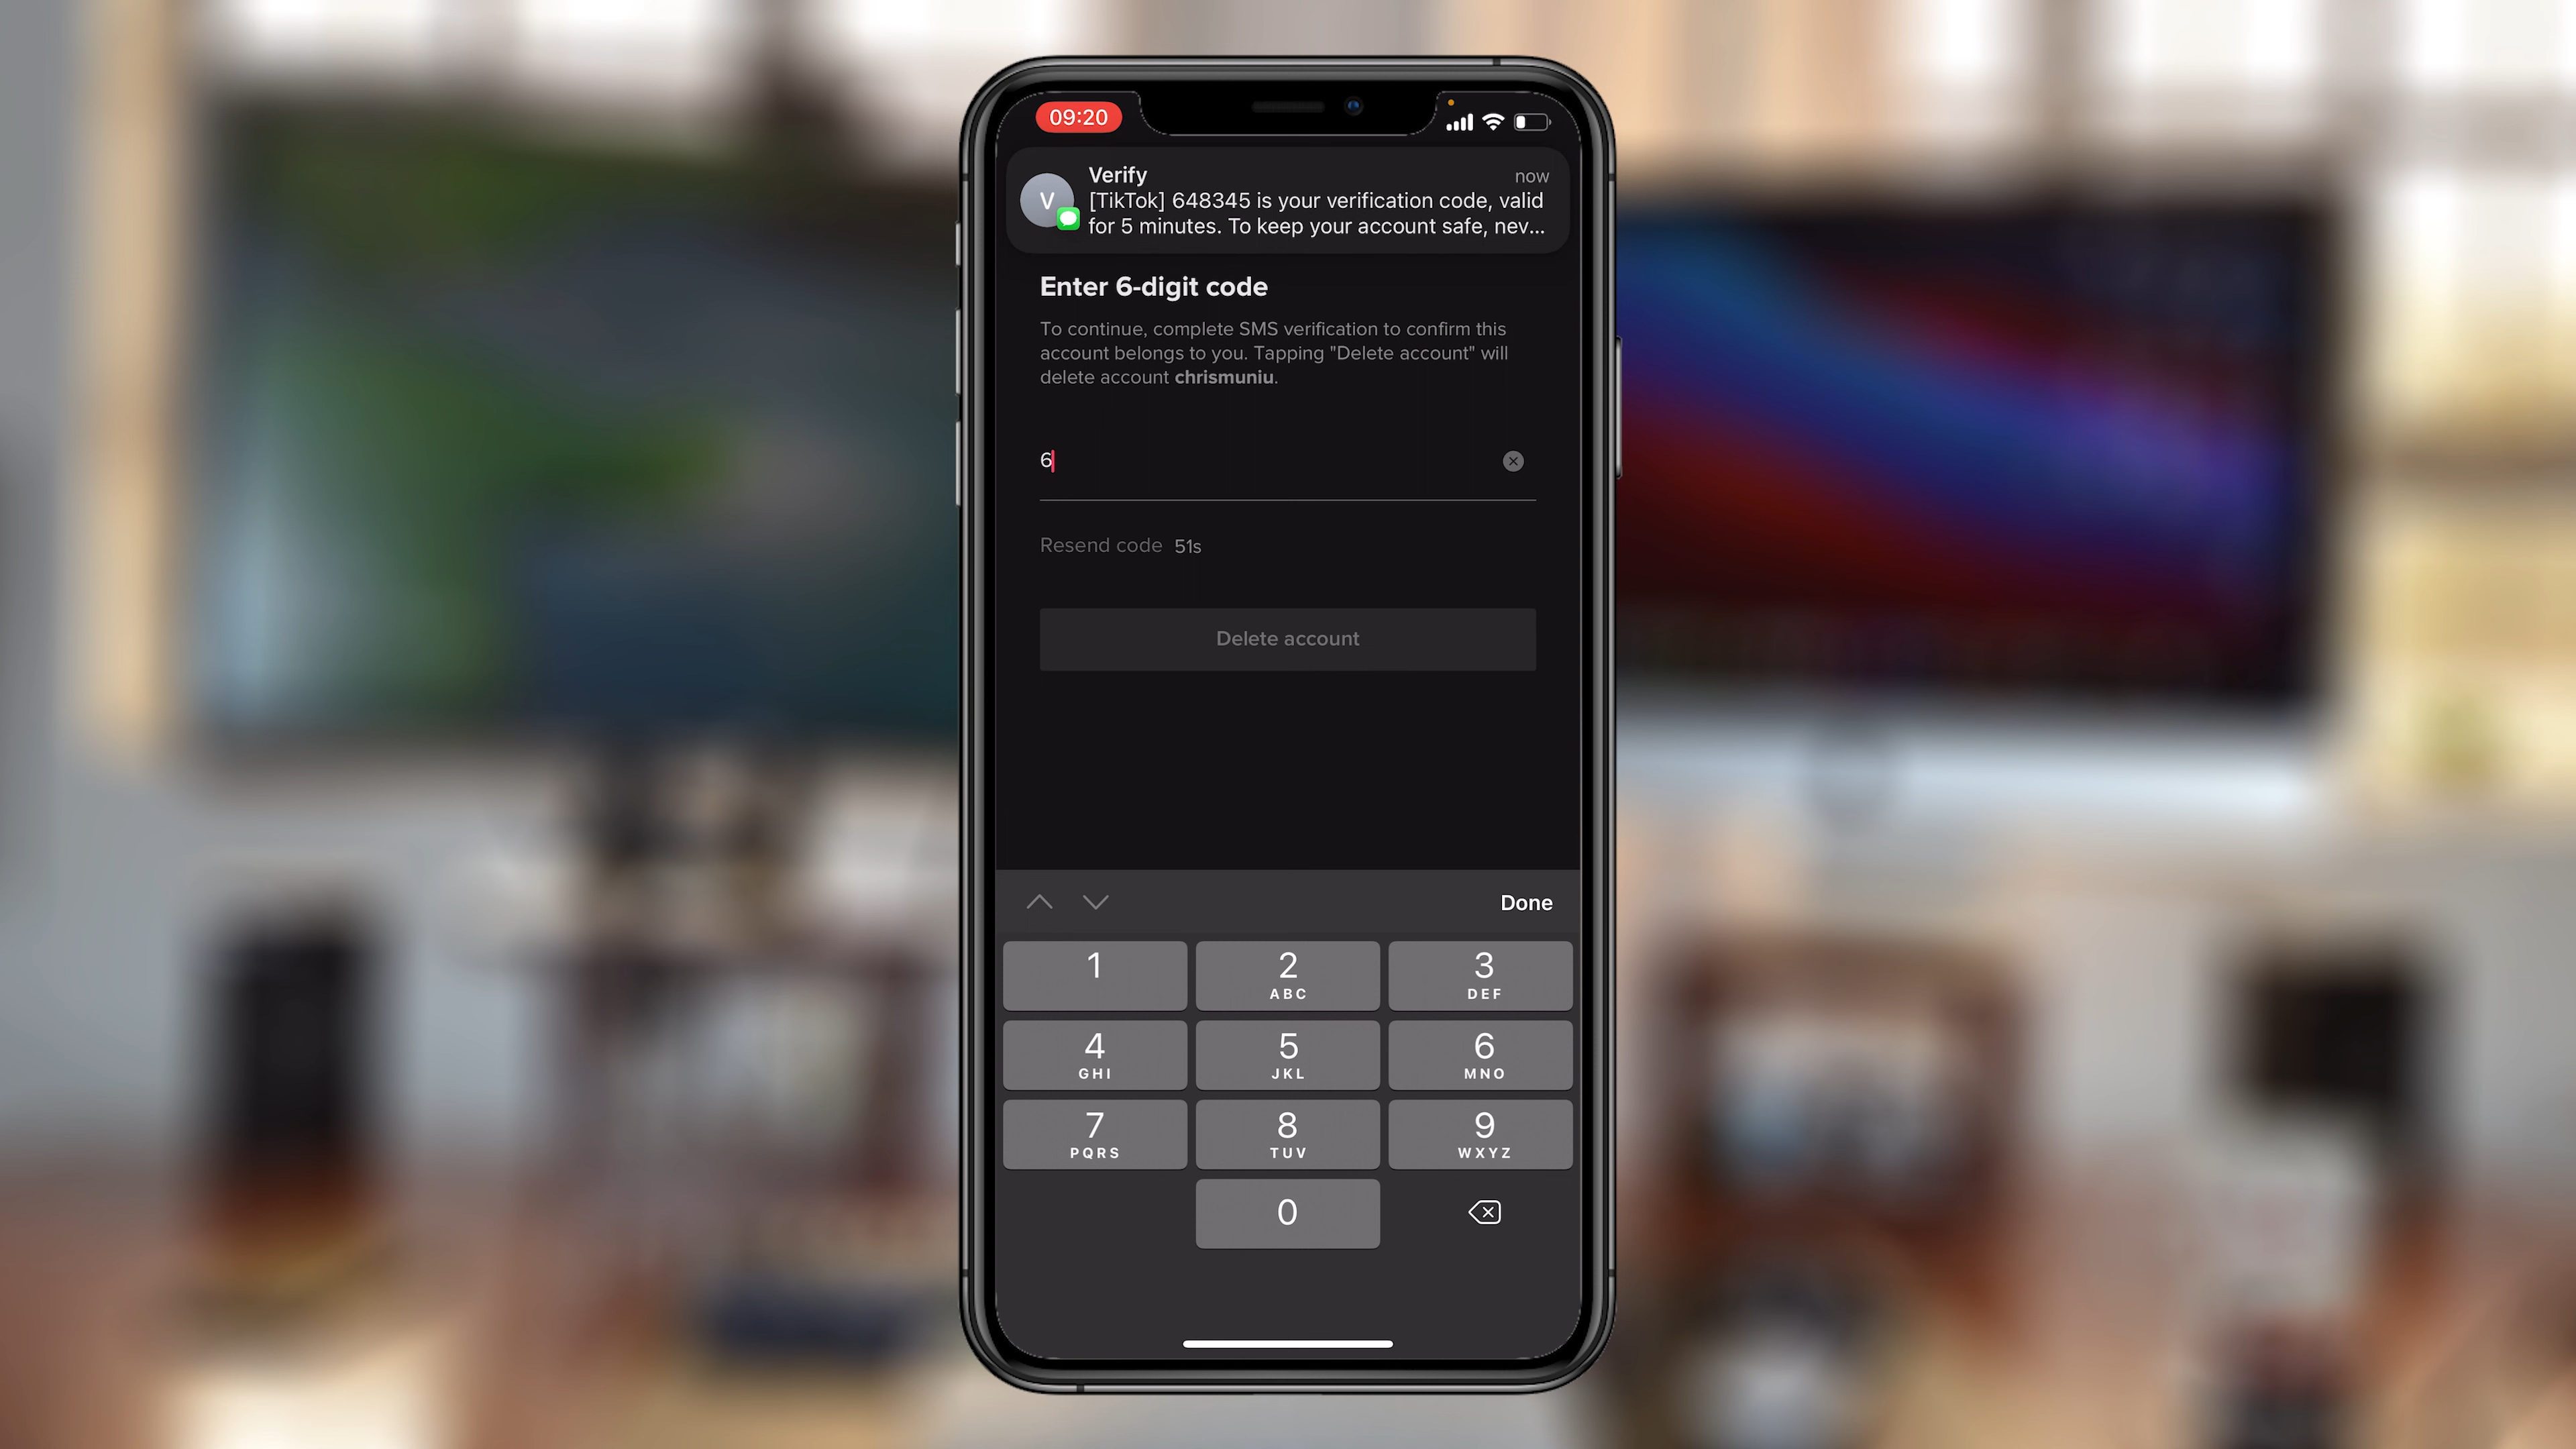 09:20
V
Verify
now
[TikTok] 648345 is your verification code, valid
for 5 minutes. To keep your account safe, nev...
Enter 6-digit code
To continue, complete SMS verification to confirm this
account belongs to you. Tapping "Delete account" will
delete account chrismuniu.
6
Resend code 51s
Delete account
Done
1
2
3
ABC
DEF
4
5
6
GHI
JKL
MNO
7
8
9
PQRS
TUV
WXYZ
0